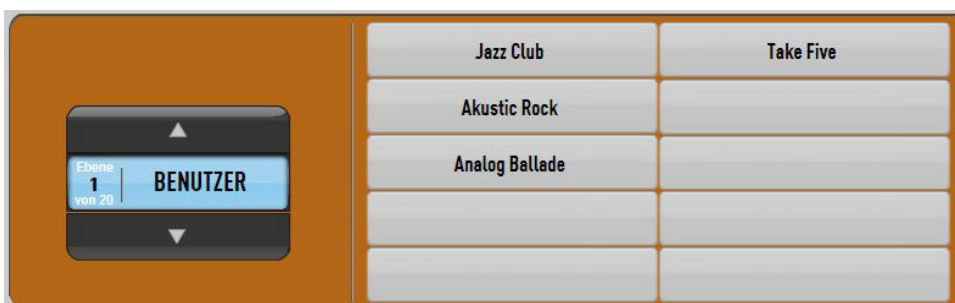 Jazz Club
Take Five
Akustic Rock
Analog Ballade
Ebene
1
von 20
BENUTZER